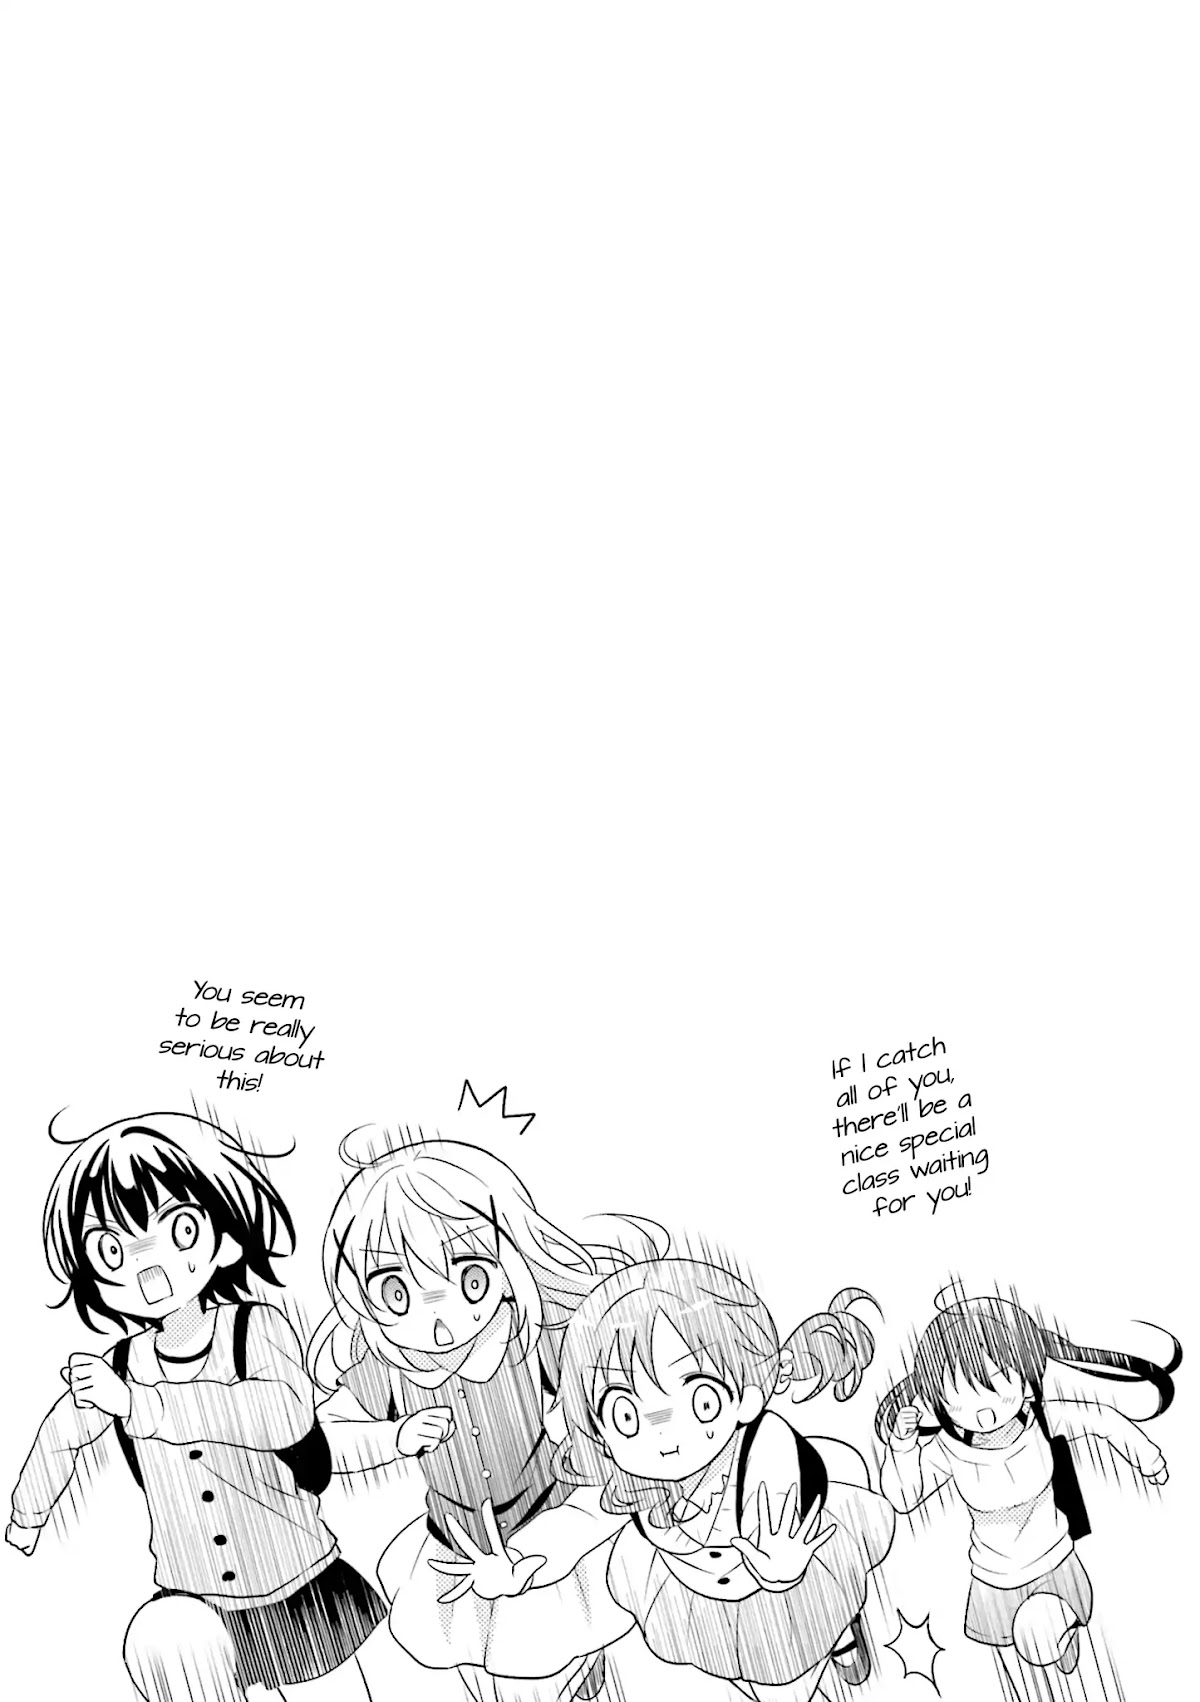 If I catch
all of you,
there'll be a
nice special
class waiting
for you!
You seem
to be really
serious about
this!